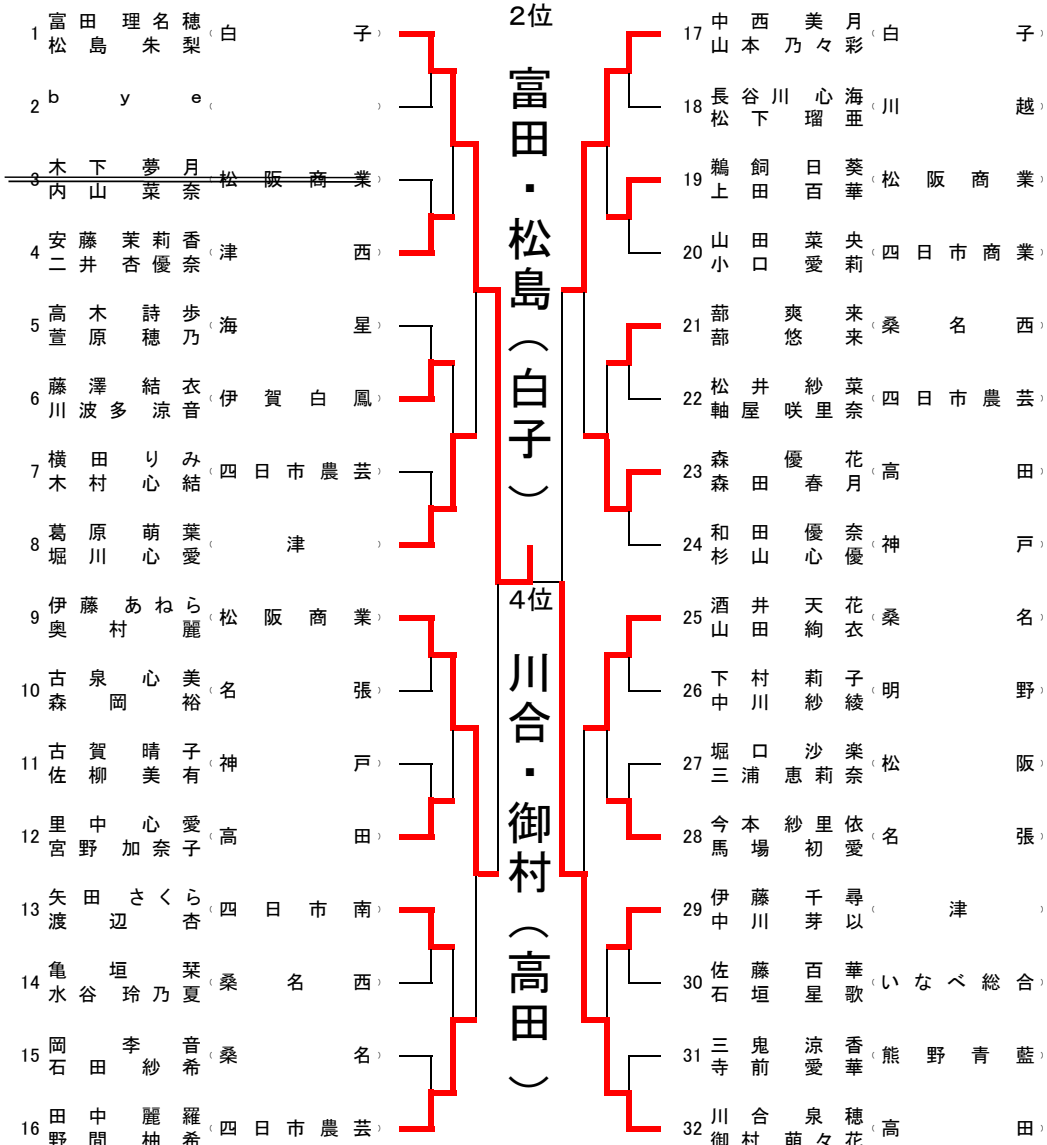 1 富田 理名穂 松島 朱梨 (白子)
2 bye ( )
3 木下 夢月 内山 菜奈 (松阪商業)
4 安藤 茉莉香 二井 杏優奈 (津西)
5 高木 詩歩 萱原 穂乃 (海星)
6 藤澤 結衣 川波多 涼音 (伊賀白鳳)
7 横田 りみ 木村 心結 (四日市農芸)
8 葛原 萌葉 堀川 心愛 (津)
9 伊藤 あねら 奥村 麗 (松阪商業)
10 古泉 心美 森岡 裕 (名張)
11 古賀 晴子 佐柳 美有 (神戸)
12 里中 心愛 宮野 加奈子 (高田)
13 矢田 さくら 渡辺 杏 (四日市南)
14 亀垣 栞 水谷 玲乃夏 (桑名西)
15 岡 李音 石田 紗希 (桑名)
16 田中 麗羅 野間 柚希 (四日市農芸)
2位
富田・松島(白子)
4位
川合・御村(高田)
17 中西 美月 山本 乃々彩 (白子)
18 長谷川 心海 松下 瑠亜 (川越)
19 鵜飼 日葵 上田 百華 (松阪商業)
20 山田 菜央 小口 愛莉 (四日市商業)
21 蔀 爽来 蔀 悠来 (桑名西)
22 松井 紗菜 軸屋 咲里奈 (四日市農芸)
23 森 優花 森田 春月 (高田)
24 和田 優奈 杉山 心優 (神戸)
25 酒井 天花 山田 絢衣 (桑名)
26 下村 莉子 中川 紗綾 (明野)
27 堀口 沙楽 三浦 恵莉奈 (松阪)
28 今本 紗里依 馬場 初愛 (名張)
29 伊藤 千尋 中川 芽以 (津)
30 佐藤 百華 石垣 星歌 (いなべ総合)
31 三鬼 涼香 寺前 愛華 (熊野青藍)
32 川合 泉穂 御村 萌々花 (高田)